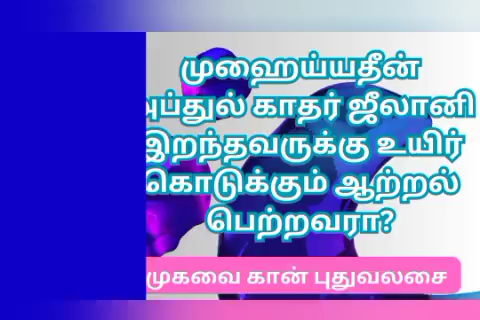 முஹைய்யதீன்
அப்துல் காதர் ஜீலானி
இறந்தவருக்கு உயிர்
கொடுக்கும் ஆற்றல்
பெற்றவரா?
முகவை கான் புதுவலசை